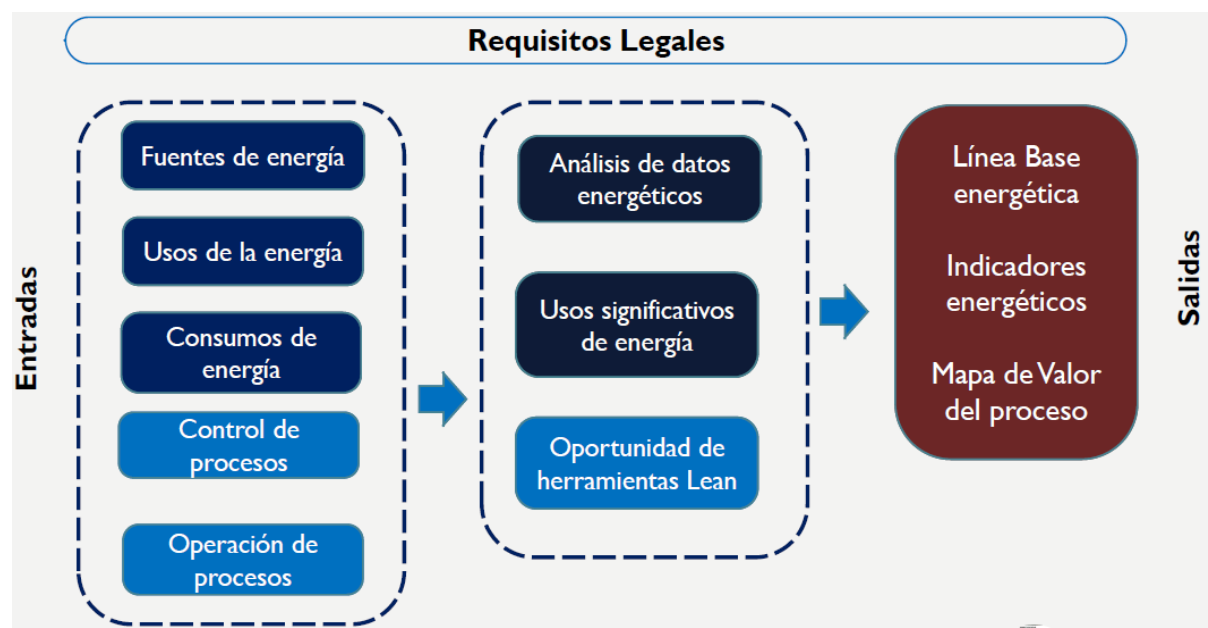 Requisitos Legales
Entradas
Fuentes de energía
Usos de la energía
Consumos de
energía
Control de
procesos
Operación de
procesos
Análisis de datos
energéticos
Usos significativos
de energía
Oportunidad de
herramientas Lean
Línea Base
energética
Indicadores
energéticos
Mapa de Valor
del proceso
Salidas